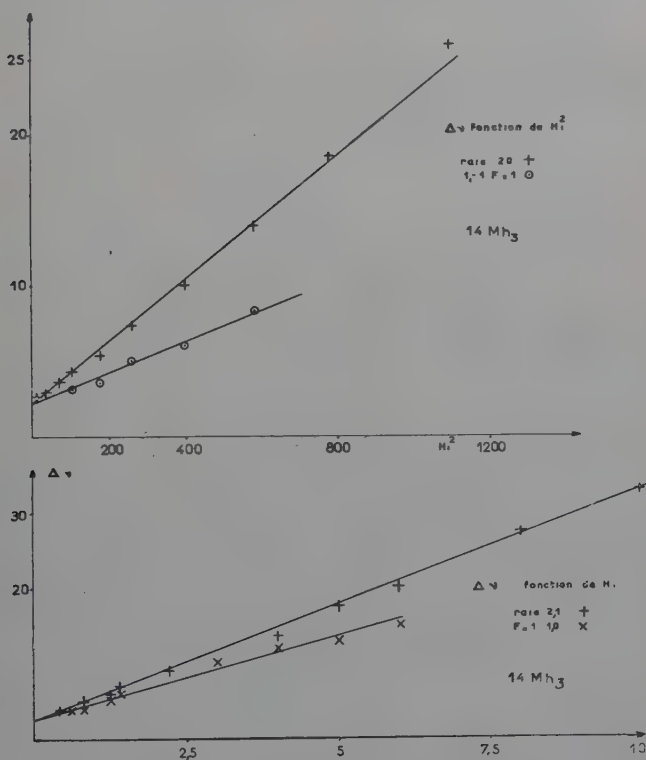 25
20
10
Δν Fonction de H₁²
raie 20 +
1,-1 F=1 ⊙
14 Mh₃
200
400
800
H₁²
1200
Δν
30
20
Δν fonction de H₁
raie 2,1 +
F=1 1,0 ×
14 Mh₃
2,5
5
7,5
10